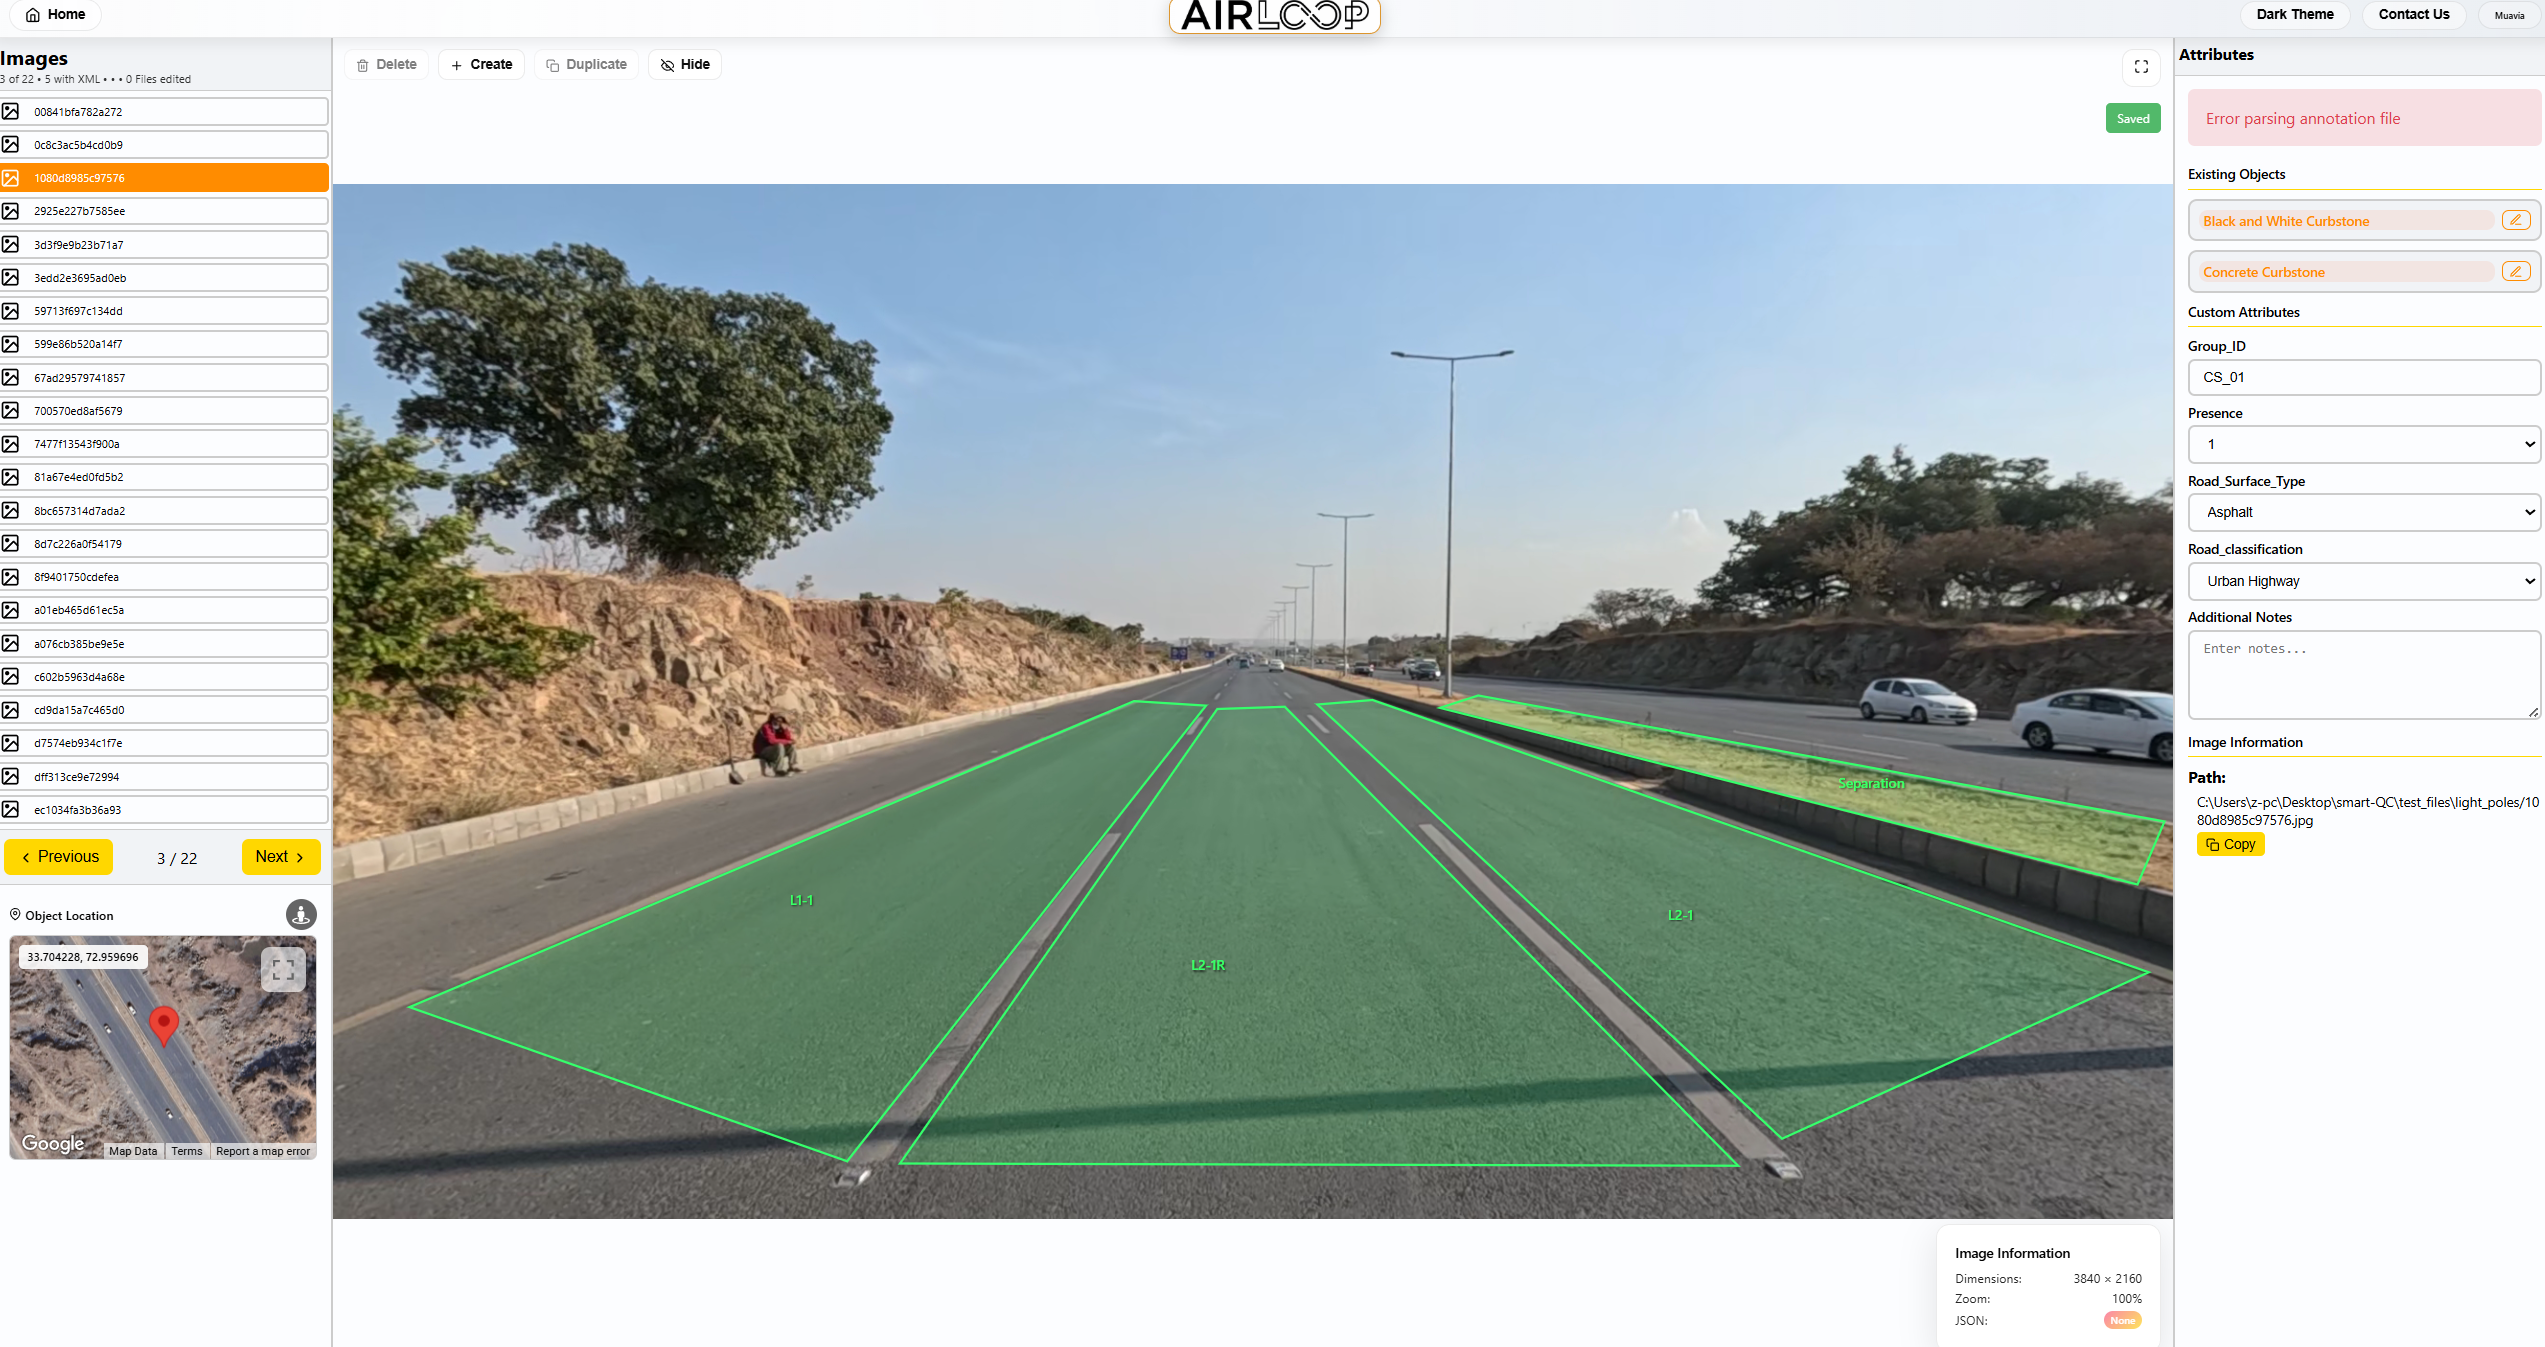 Home
AIRLOOP
Dark Theme
Contact Us
Muavia
Images
3 of 22 • 5 with XML • • • 0 Files edited
00841bfa782a272
0c8c3ac5b4cd0b9
1080d8985c97576
2925e227b7585ee
3d3f9e9b23b71a7
3edd2e3695ad0eb
59713f697c134dd
599e86b520a14f7
67ad29579741857
700570ed8af5679
7477f13543f900a
81a67e4ed0fd5b2
8bc657314d7ada2
8d7c226a0f54179
8f9401750cdefea
a01eb465d61ec5a
a076cb385be9e5e
c602b5963d4a68e
cd9da15a7c465d0
d7574eb934c1f7e
dff313ce9e72994
ec1034fa3b36a93
Previous
3 / 22
Next
Object Location
33.704228, 72.959696
Google
Map Data
Terms
Report a map error
Delete
Create
Duplicate
Hide
Saved
Separation
L1-1
L2-1
L2-1R
Image Information
Dimensions: 3840 × 2160
Zoom: 100%
JSON: None
Attributes
Error parsing annotation file
Existing Objects
Black and White Curbstone
Concrete Curbstone
Custom Attributes
Group_ID
CS_01
Presence
1
Road_Surface_Type
Asphalt
Road_classification
Urban Highway
Additional Notes
Enter notes...
Image Information
Path:
C:\Users\z-pc\Desktop\smart-QC\test_files\light_poles/10
80d8985c97576.jpg
Copy